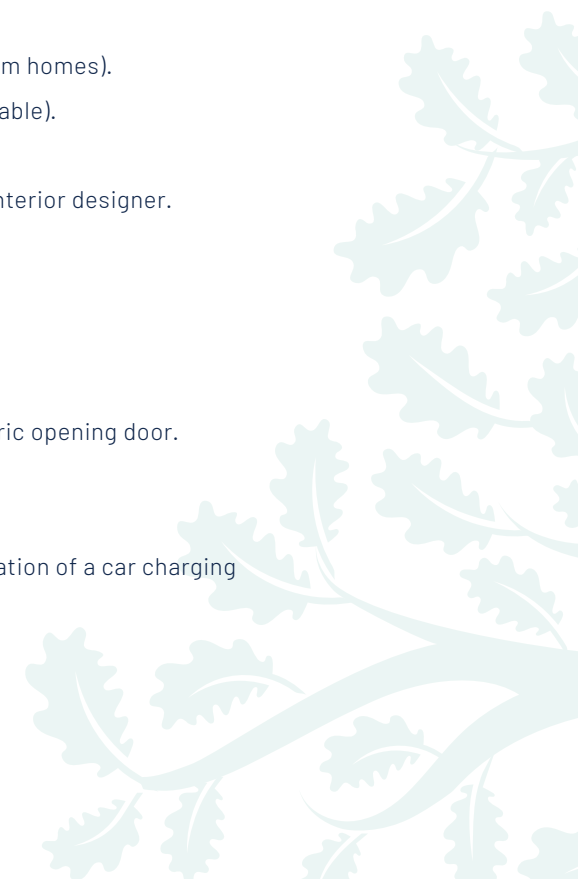 m homes).
able).
nterior designer.
ric opening door.
ation of a car charging